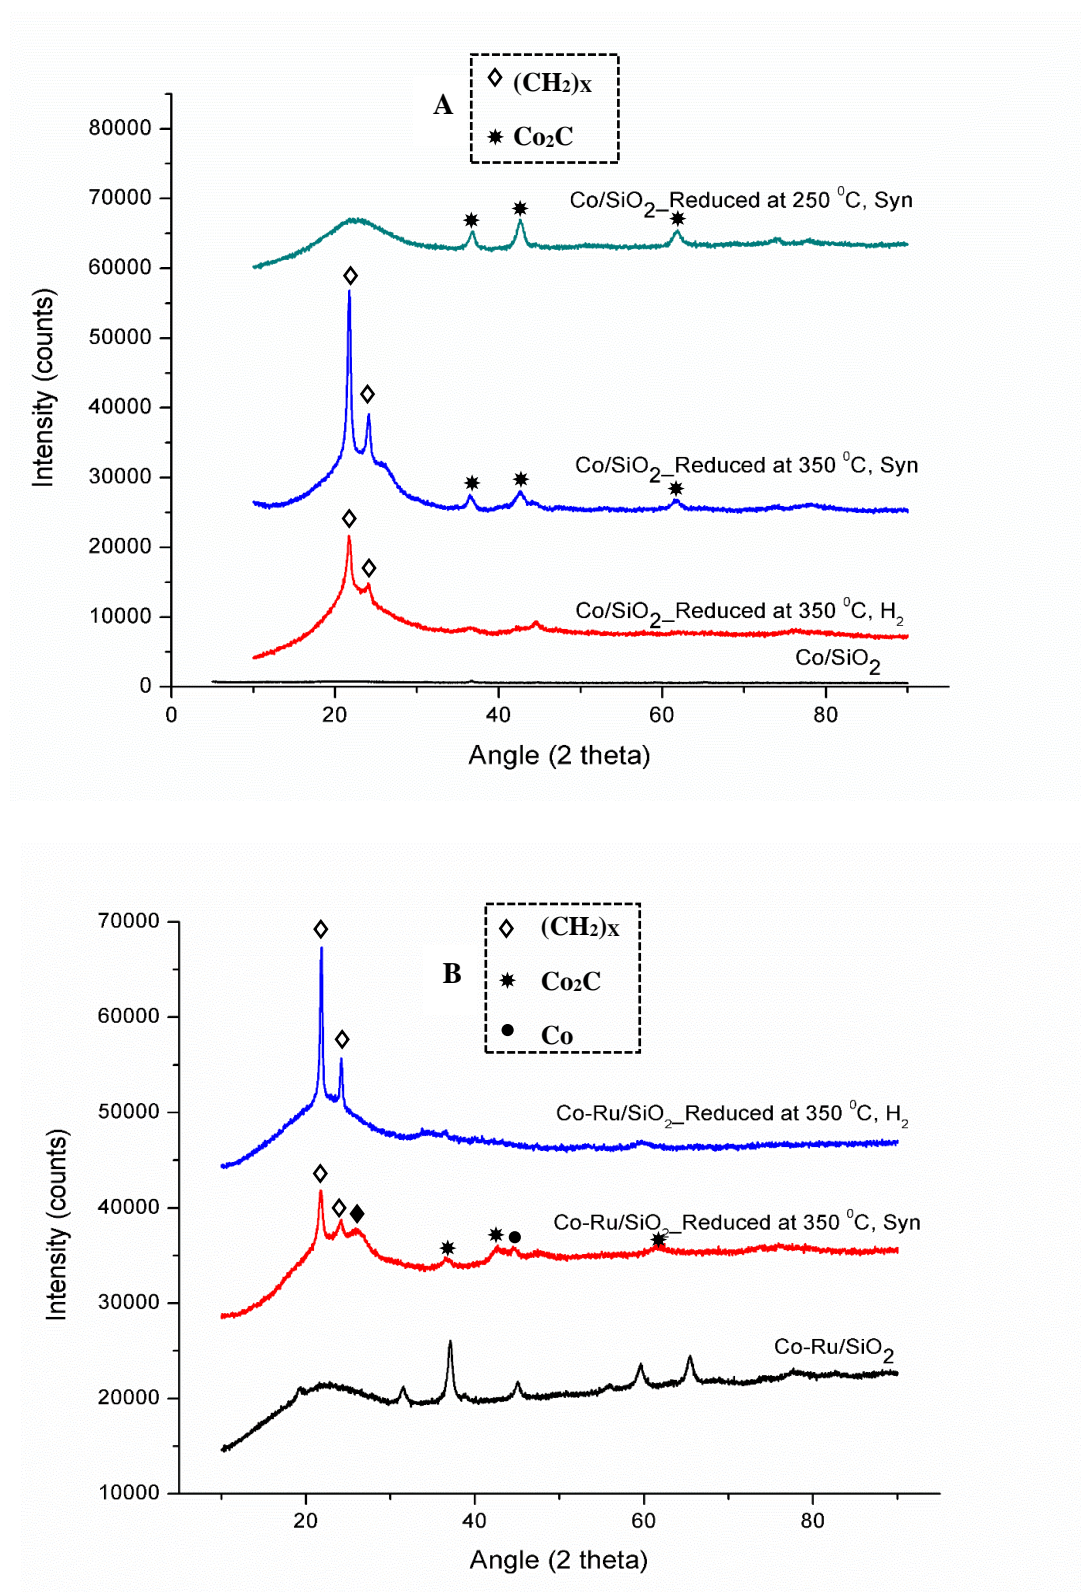 A
(CH2)X
Co2C
80000
70000
60000
50000
40000
30000
20000
10000
0
Intensity (counts)
Co/SiO2_Reduced at 250 0C, Syn
Co/SiO2_Reduced at 350 0C, Syn
Co/SiO2_Reduced at 350 0C, H2
Co/SiO2
0 20 40 60 80
Angle (2 theta)
B
(CH2)X
Co2C
Co
70000
60000
50000
40000
30000
20000
10000
Intensity (counts)
Co-Ru/SiO2_Reduced at 350 0C, H2
Co-Ru/SiO2_Reduced at 350 0C, Syn
Co-Ru/SiO2
20 40 60 80
Angle (2 theta)